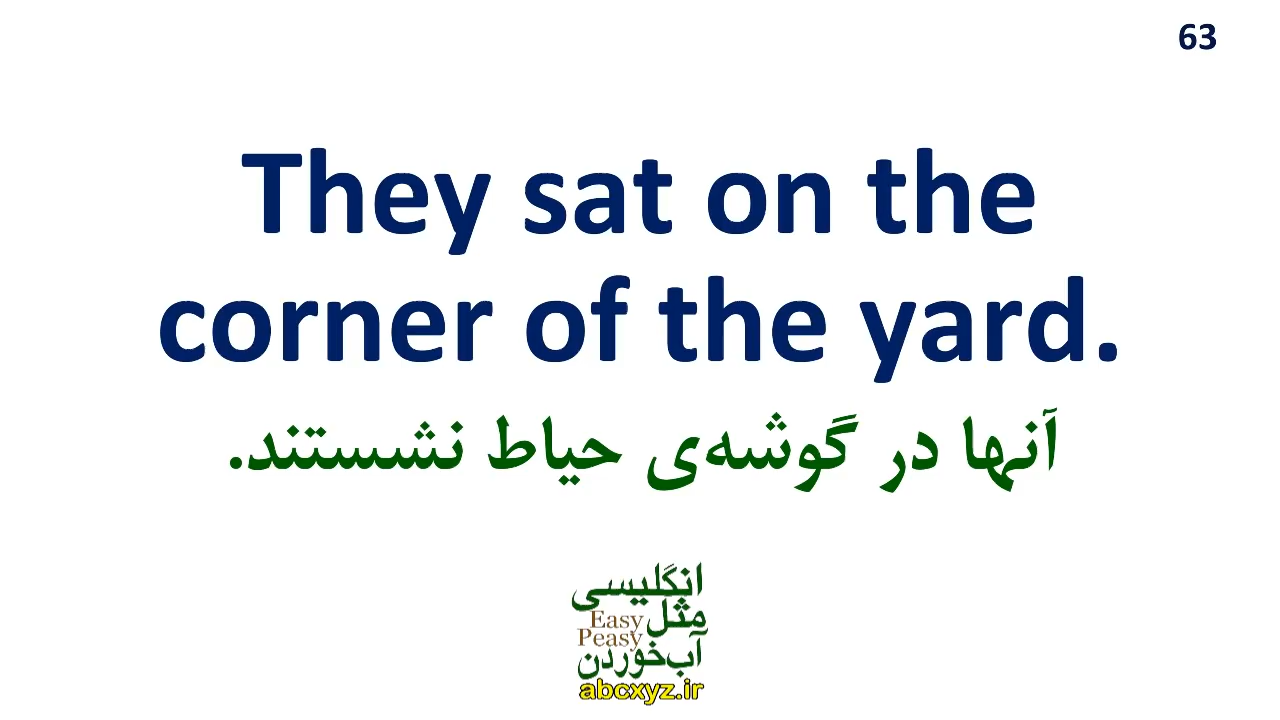 63
They sat on the
corner of the yard.
آنها در گوشه‌ی حیاط نشستند.
انگلیسی
مثل
Easy
Peasy
آب‌خوردن
abcxyz.ir